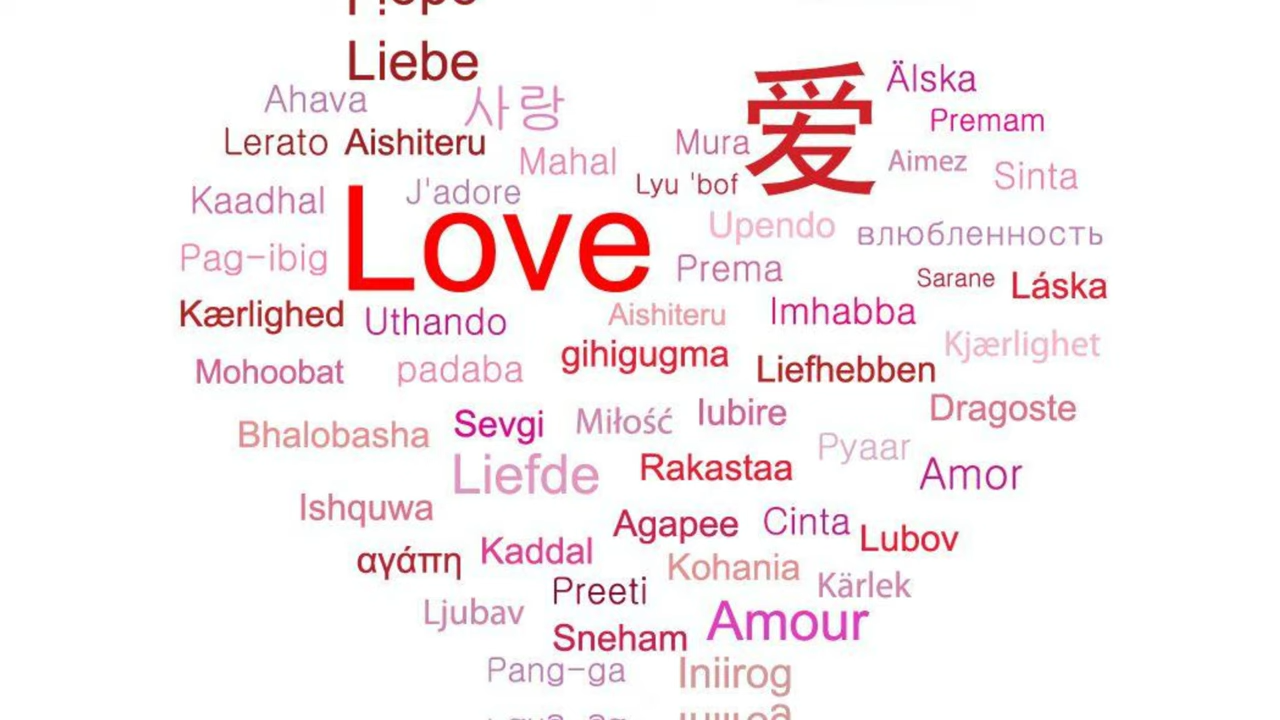 Liebe
Ahava
사랑
爱
Älska
Premam
Lerato
Aishiteru
Mahal
Mura
Aimez
Sinta
Lyu 'bof
Kaadhal
J'adore
Love
Upendo
влюбленность
Pag-ibig
Prema
Sarane
Láska
Kærlighed
Uthando
Aishiteru
Imhabba
Kjærlighet
gihigugma
Mohoobat
padaba
Liefhebben
Bhalobasha
Sevgi
Miłość
Iubire
Dragoste
Pyaar
Liefde
Rakastaa
Amor
Ishquwa
Agapee
Cinta
Lubov
αγάπη
Kaddal
Kohania
Kärlek
Preeti
Ljubav
Amour
Sneham
Pang-ga
Iniirog